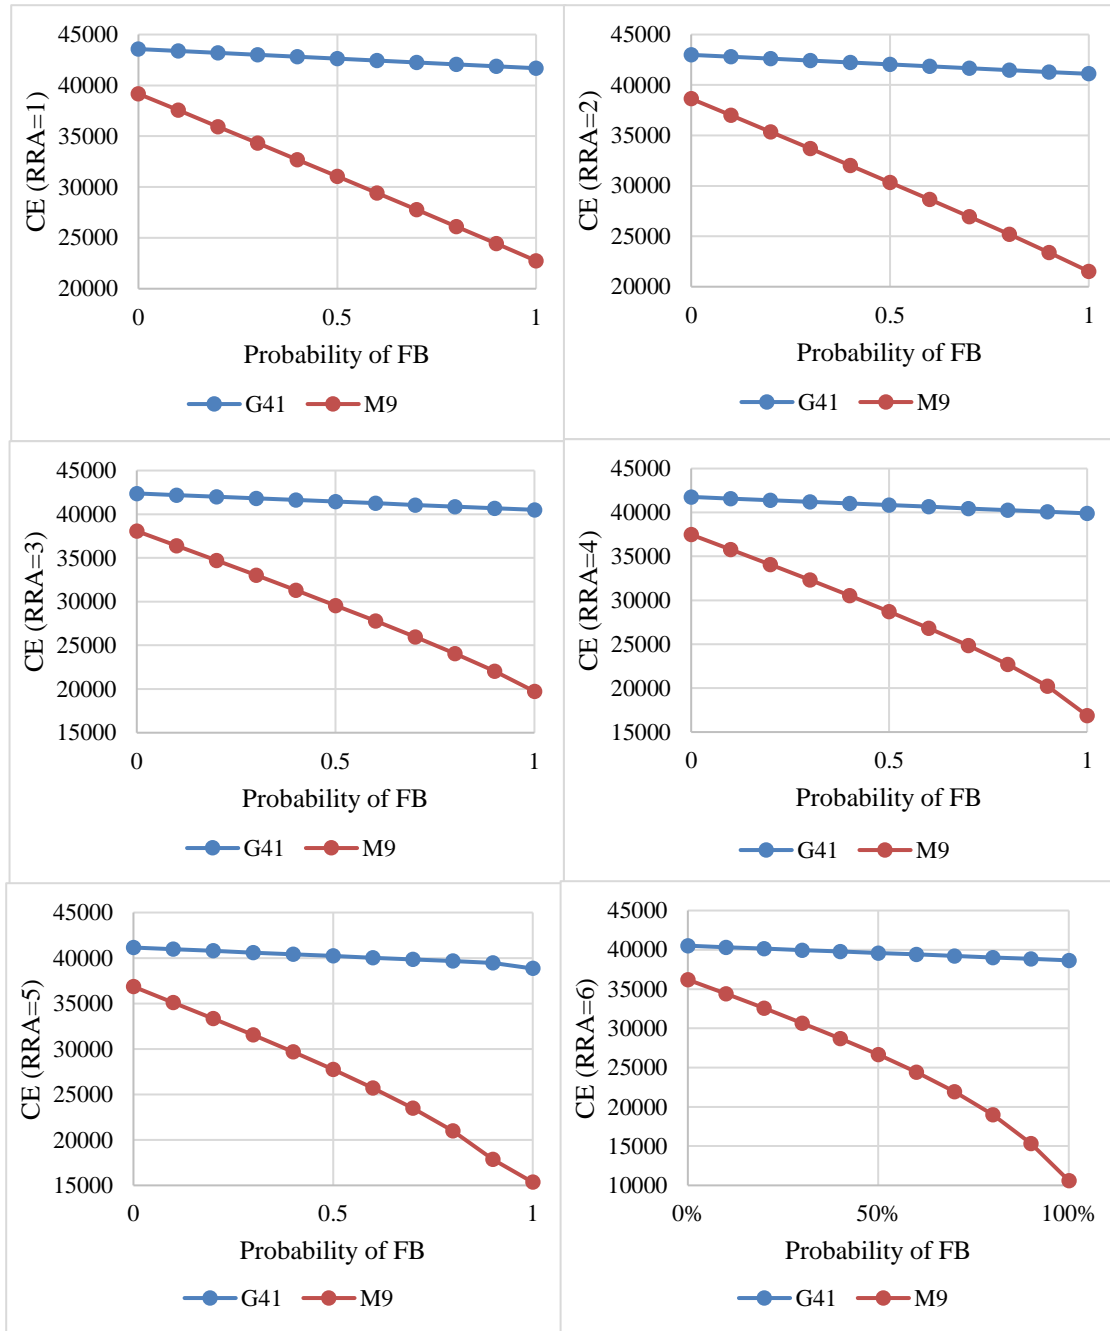 45000
40000
35000
30000
25000
20000
CE (RRA=1)
0 0.5 1
Probability of FB
G41 M9
45000
40000
35000
30000
25000
20000
CE (RRA=2)
0 0.5 1
Probability of FB
G41 M9
45000
40000
35000
30000
25000
20000
15000
CE (RRA=3)
0 0.5 1
Probability of FB
G41 M9
45000
40000
35000
30000
25000
20000
15000
CE (RRA=4)
0 0.5 1
Probability of FB
G41 M9
45000
40000
35000
30000
25000
20000
15000
CE (RRA=5)
0 0.5 1
Probability of FB
G41 M9
45000
40000
35000
30000
25000
20000
15000
10000
CE (RRA=6)
0% 50% 100%
Probability of FB
G41 M9